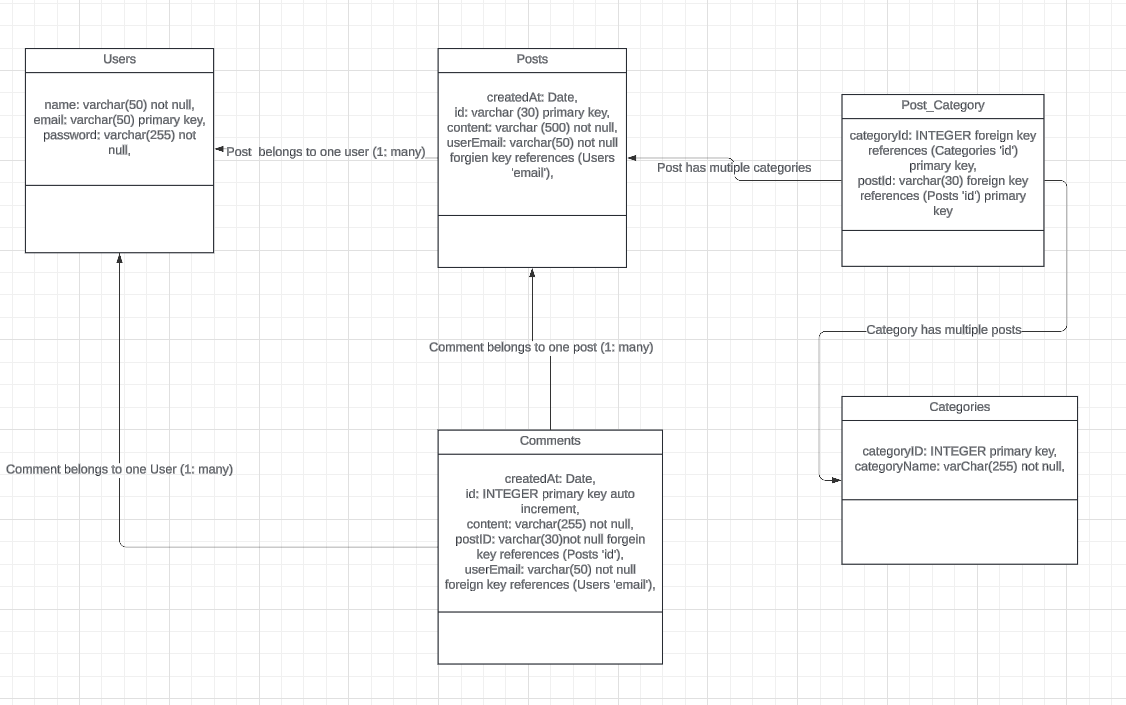 Users
name: varchar(50) not null,
email: varchar(50) primary key,
password: varchar(255) not
null,
Post  belongs to one user (1: many)
Posts
createdAt: Date,
id: varchar (30) primary key,
content: varchar (500) not null,
userEmail: varchar(50) not null
forgien key references (Users
'email'),
Post has mutiple categories
Post_Category
categoryId: INTEGER foreign key
references (Categories 'id')
primary key,
postId: varchar(30) foreign key
references (Posts 'id') primary
key
Category has multiple posts
Comment belongs to one post (1: many)
Categories
categoryID: INTEGER primary key,
categoryName: varChar(255) not null,
Comment belongs to one User (1: many)
Comments
createdAt: Date,
id: INTEGER primary key auto
increment,
content: varchar(255) not null,
postID: varchar(30)not null forgein
key references (Posts 'id'),
userEmail: varchar(50) not null
foreign key references (Users 'email'),